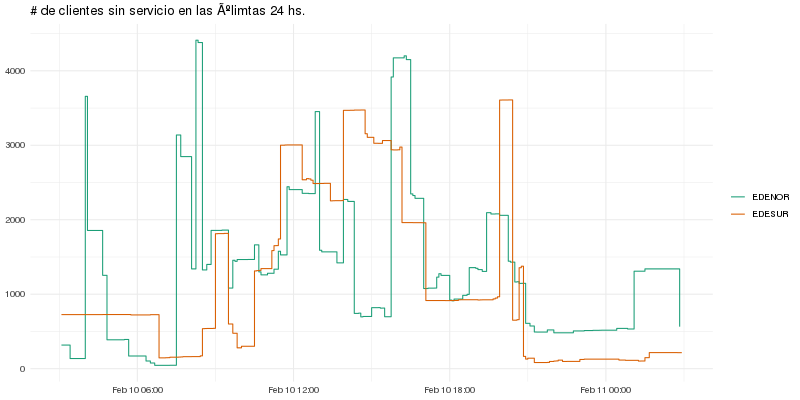 # de clientes sin servicio en las Ãºlimtas 24 hs.
4000
3000
2000
1000
0
Feb 10 06:00
Feb 10 12:00
Feb 10 18:00
Feb 11 00:00
EDENOR
EDESUR